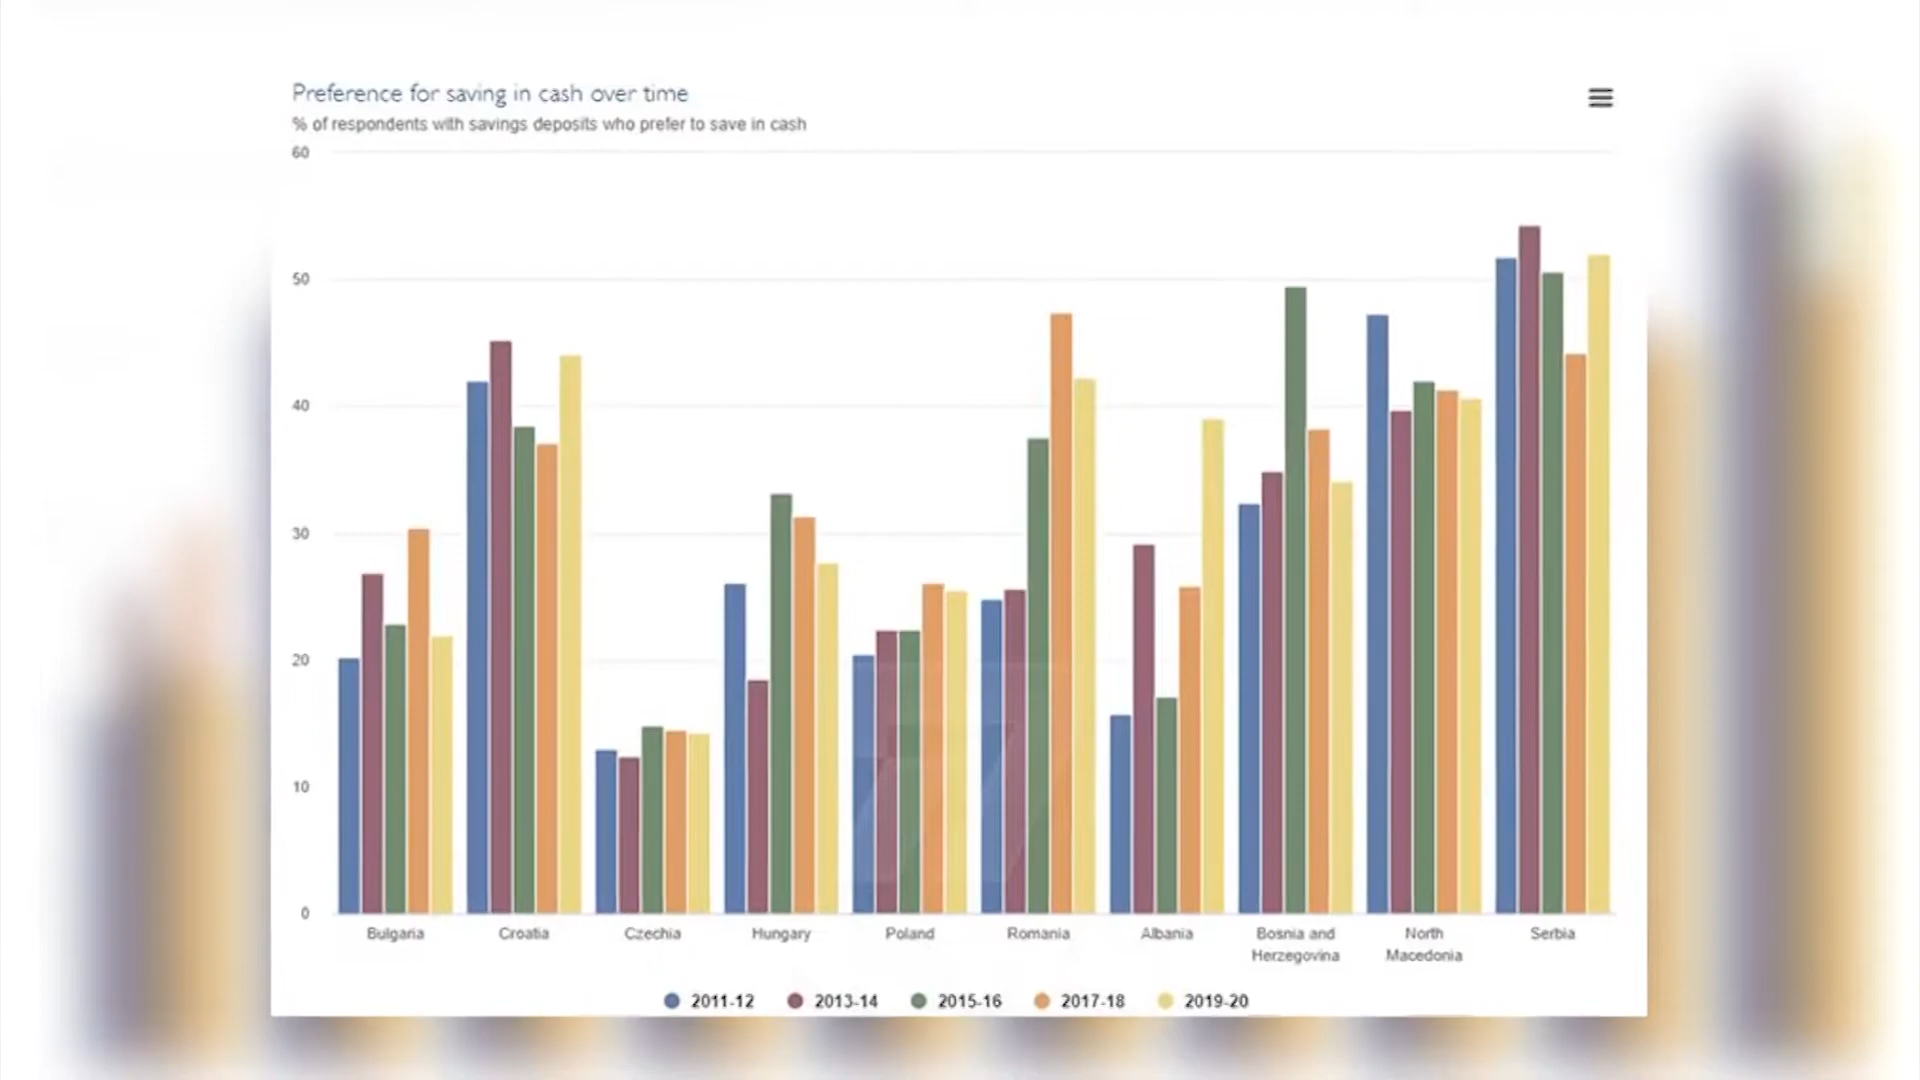 Preference for saving in cash over time
% of respondents with savings deposits who prefer to save in cash
60
50
40
30
20
10
0
Bulgaria
Croatia
Czechia
Hungary
Poland
Romania
Albania
Bosnia and
Herzegovina
North
Macedonia
Serbia
2011-12
2013-14
2015-16
2017-18
2019-20